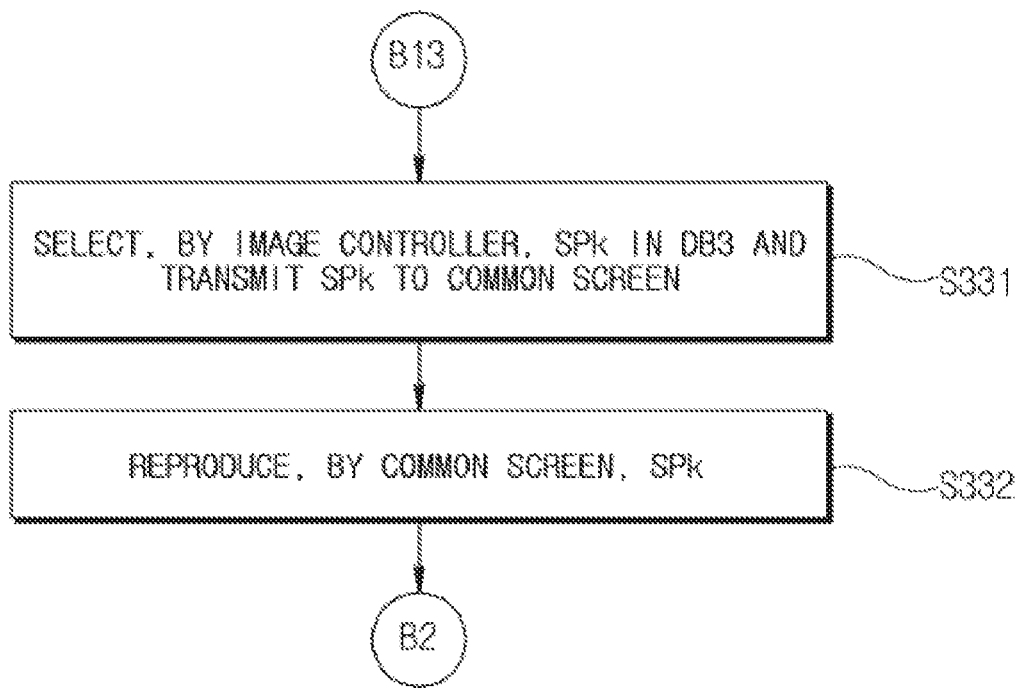 B13
SELECT, BY IMAGE CONTROLLER, SPk IN DB3 AND
TRANSMIT SPk TO COMMON SCREEN
S331
REPRODUCE, BY COMMON SCREEN, SPk
S332
B2